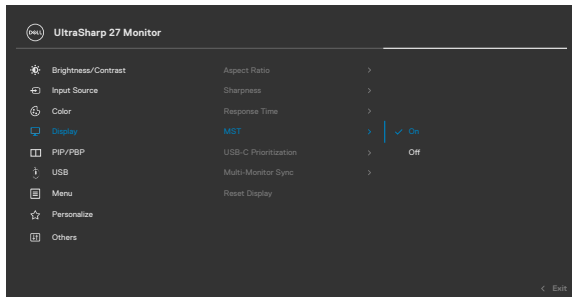 DELL UltraSharp 27 Monitor
Brightness/Contrast Aspect Ratio
Input Source Sharpness
Color Response Time
Display MST On
PIP/PBP USB-C Prioritization Off
USB Multi-Monitor Sync
Menu Reset Display
Personalize
Others
Exit